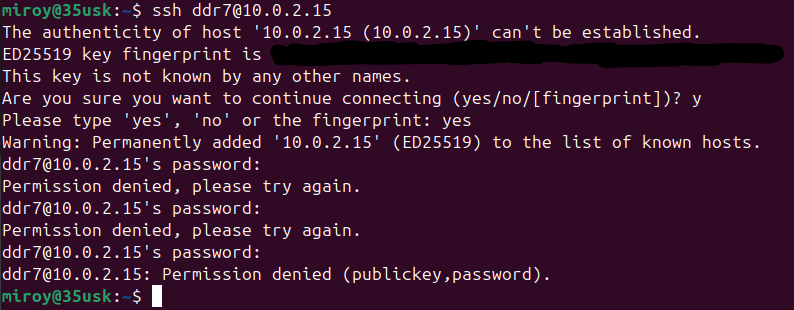 miroy@35usk:~$ ssh ddr7@10.0.2.15
The authenticity of host '10.0.2.15 (10.0.2.15)' can't be established.
ED25519 key fingerprint is
This key is not known by any other names.
Are you sure you want to continue connecting (yes/no/[fingerprint])? y
Please type 'yes', 'no' or the fingerprint: yes
Warning: Permanently added '10.0.2.15' (ED25519) to the list of known hosts.
ddr7@10.0.2.15's password:
Permission denied, please try again.
ddr7@10.0.2.15's password:
Permission denied, please try again.
ddr7@10.0.2.15's password:
ddr7@10.0.2.15: Permission denied (publickey,password).
miroy@35usk:~$